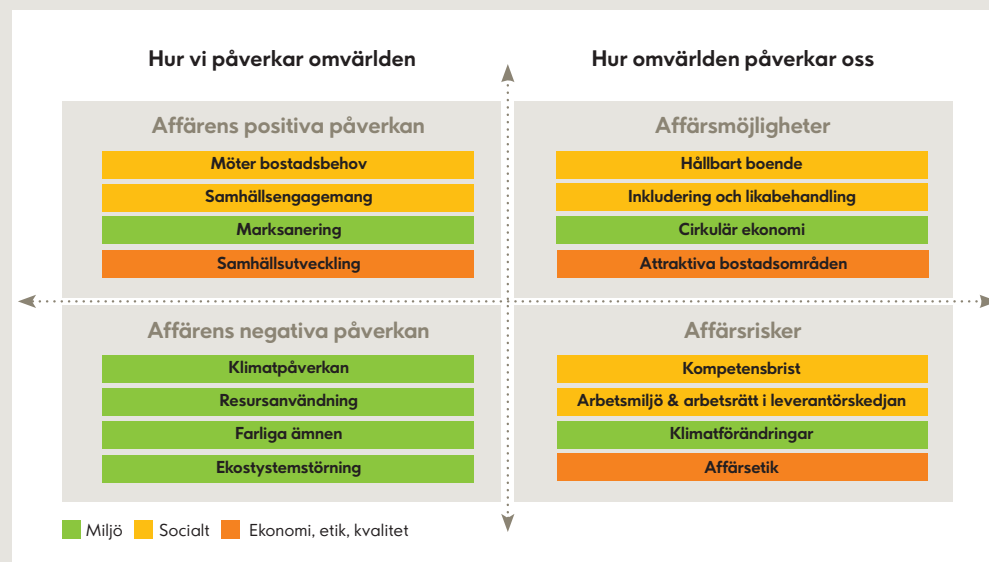 Hur vi påverkar omvärlden
Hur omvärlden påverkar oss
Affärens positiva påverkan
Möter bostadsbehov
Samhällsengagemang
Marksanering
Samhällsutveckling
Affärsmöjligheter
Hållbart boende
Inkludering och likabehandling
Cirkulär ekonomi
Attraktiva bostadsområden
Affärens negativa påverkan
Klimatpåverkan
Resursanvändning
Farliga ämnen
Ekostystemstörning
Affärsrisker
Kompetensbrist
Arbetsmiljö & arbetsrätt i leverantörskedjan
Klimatförändringar
Affärsetik
Miljö
Socialt
Ekonomi, etik, kvalitet